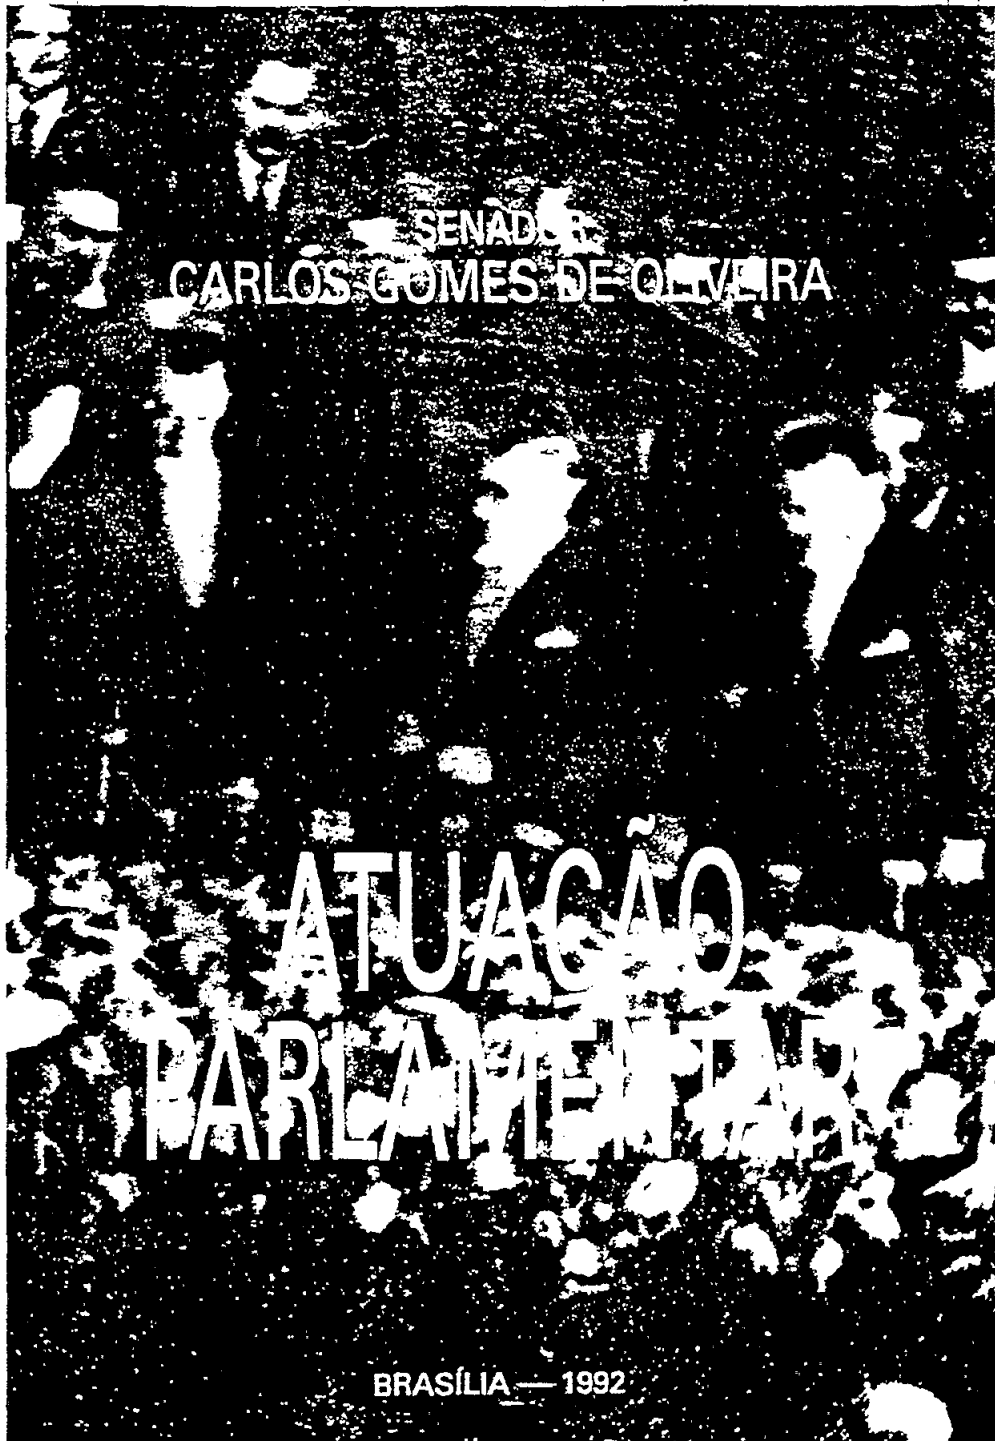 SENADOR
CARLOS GOMES DE OLIVEIRA
ATUAÇÃO
PARLAMENTAR
BRASÍLIA — 1992